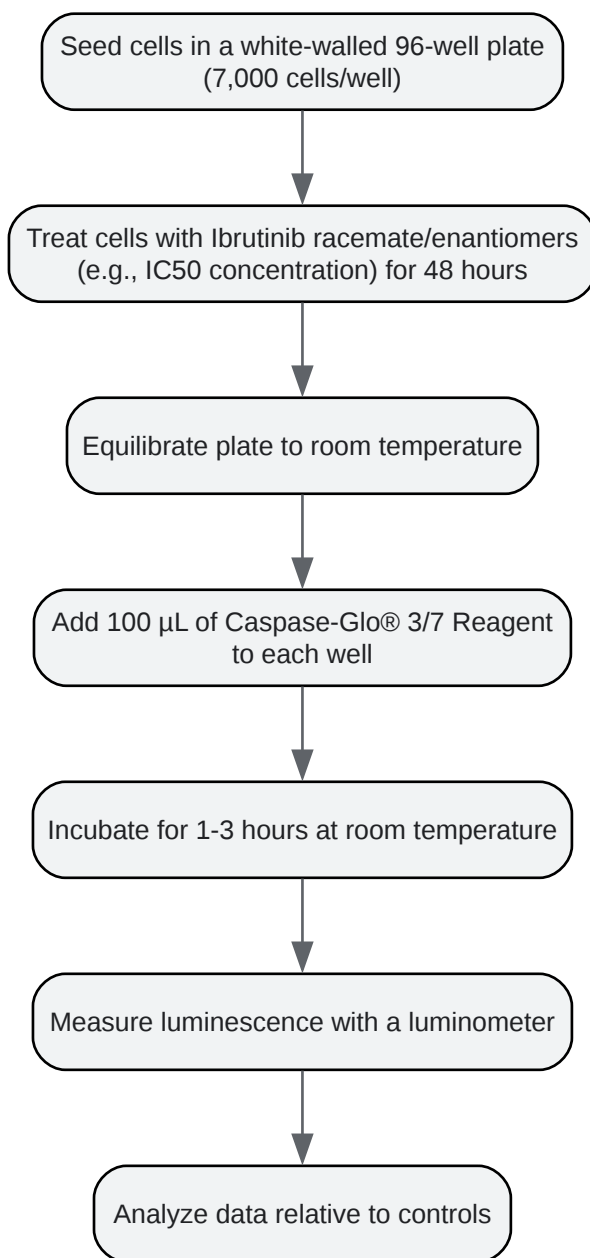 Seed cells in a white-walled 96-well plate
(7,000 cells/well)
Treat cells with Ibrutinib racemate/enantiomers
(e.g., IC50 concentration) for 48 hours
Equilibrate plate to room temperature
Add 100 µL of Caspase-Glo® 3/7 Reagent
to each well
Incubate for 1-3 hours at room temperature
Measure luminescence with a luminometer
Analyze data relative to controls